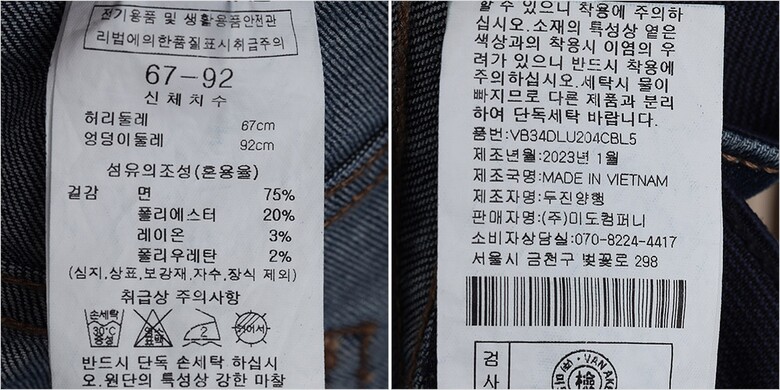 전기용품 및 생활용품안전관
리법에의한품질표시취급주의
67-92
신체치수
허리둘레 67cm
엉덩이둘레 92cm
섬유의조성(혼용율)
겉감 면 75%
폴리에스터 20%
레이온 3%
폴리우레탄 2%
(심지,상표,보강재,자수,장식 제외)
취급상 주의사항
손세탁
30℃
중성
염소
표백
2
드라이
반드시 단독 손세탁 하십시
오.원단의 특성상 강한 마찰
할 수 있으니 착용에 주의하
십시오.소재의 특성상 옅은
색상과의 착용시 이염의 우
려가 있으니 반드시 착용에
주의하십시오.세탁시 물이
빠지므로 다른 제품과 분리
하여 단독세탁 바랍니다.
품번:VB34DLU204CBL5
제조년월:2023년 1월
제조국명:MADE IN VIETNAM
제조자명:두진양행
판매자명:(주)미도컴퍼니
소비자상담실:070-8224-4417
서울시 금천구 벚꽃로 298
검
사